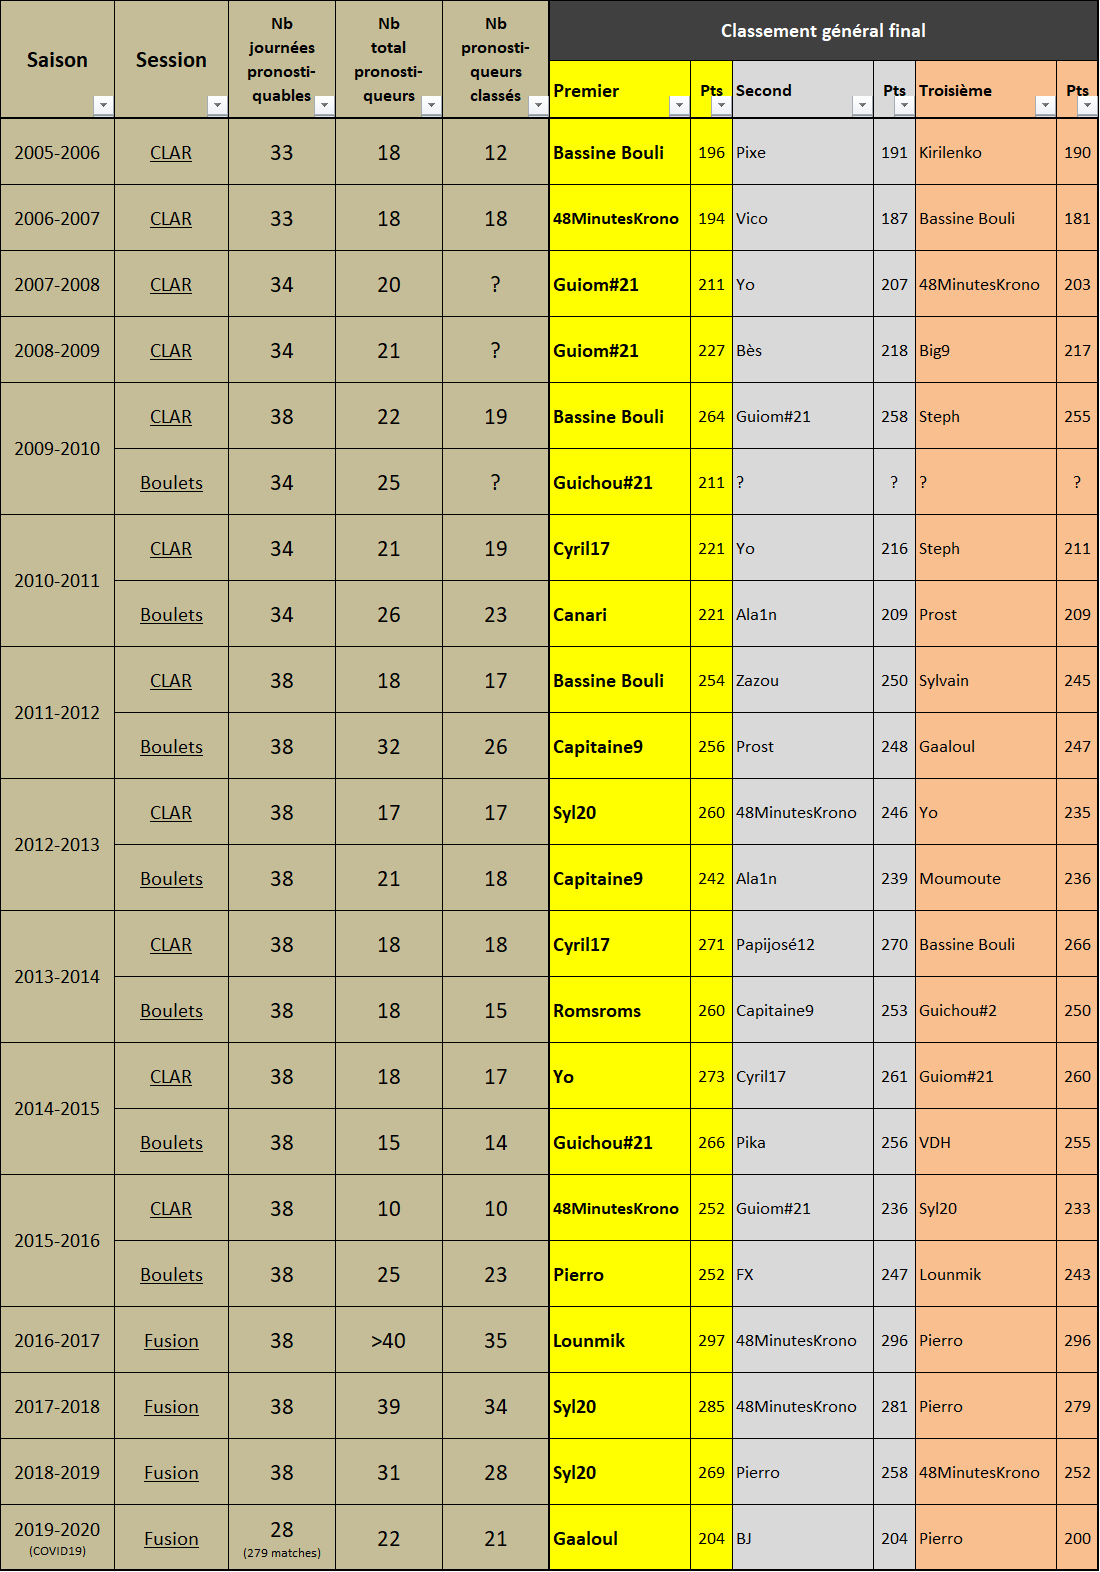 Saison Session Nb journées pronosti-quables Nb total pronosti-queurs Nb pronosti-queurs classés Classement général final
Premier Pts Second Pts Troisième Pts
2005-2006 CLAR 33 18 12 Bassine Bouli 196 Pixe 191 Kirilenko 190
2006-2007 CLAR 33 18 18 48MinutesKrono 194 Vico 187 Bassine Bouli 181
2007-2008 CLAR 34 20 ? Guiom#21 211 Yo 207 48MinutesKrono 203
2008-2009 CLAR 34 21 ? Guiom#21 227 Bès 218 Big9 217
2009-2010 CLAR 38 22 19 Bassine Bouli 264 Guiom#21 258 Steph 255
Boulets 34 25 ? Guichou#21 211 ? ? ? ?
2010-2011 CLAR 34 21 19 Cyril17 221 Yo 216 Steph 211
Boulets 34 26 23 Canari 221 Ala1n 209 Prost 209
2011-2012 CLAR 38 18 17 Bassine Bouli 254 Zazou 250 Sylvain 245
Boulets 38 32 26 Capitaine9 256 Prost 248 Gaaloul 247
2012-2013 CLAR 38 17 17 Syl20 260 48MinutesKrono 246 Yo 235
Boulets 38 21 18 Capitaine9 242 Ala1n 239 Moumoute 236
2013-2014 CLAR 38 18 18 Cyril17 271 Papijosé12 270 Bassine Bouli 266
Boulets 38 18 15 Romsroms 260 Capitaine9 253 Guichou#2 250
2014-2015 CLAR 38 18 17 Yo 273 Cyril17 261 Guiom#21 260
Boulets 38 15 14 Guichou#21 266 Pika 256 VDH 255
2015-2016 CLAR 38 10 10 48MinutesKrono 252 Guiom#21 236 Syl20 233
Boulets 38 25 23 Pierro 252 FX 247 Lounmik 243
2016-2017 Fusion 38 >40 35 Lounmik 297 48MinutesKrono 296 Pierro 296
2017-2018 Fusion 38 39 34 Syl20 285 48MinutesKrono 281 Pierro 279
2018-2019 Fusion 38 31 28 Syl20 269 Pierro 258 48MinutesKrono 252
2019-2020 (COVID19) Fusion 28 (279 matches) 22 21 Gaaloul 204 BJ 204 Pierro 200